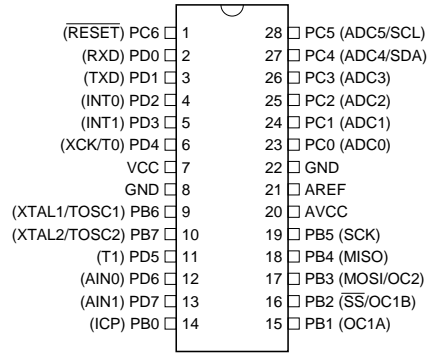 (RESET) PC6 1 28 PC5 (ADC5/SCL)
(RXD) PD0 2 27 PC4 (ADC4/SDA)
(TXD) PD1 3 26 PC3 (ADC3)
(INT0) PD2 4 25 PC2 (ADC2)
(INT1) PD3 5 24 PC1 (ADC1)
(XCK/T0) PD4 6 23 PC0 (ADC0)
VCC 7 22 GND
GND 8 21 AREF
(XTAL1/TOSC1) PB6 9 20 AVCC
(XTAL2/TOSC2) PB7 10 19 PB5 (SCK)
(T1) PD5 11 18 PB4 (MISO)
(AIN0) PD6 12 17 PB3 (MOSI/OC2)
(AIN1) PD7 13 16 PB2 (SS/OC1B)
(ICP) PB0 14 15 PB1 (OC1A)